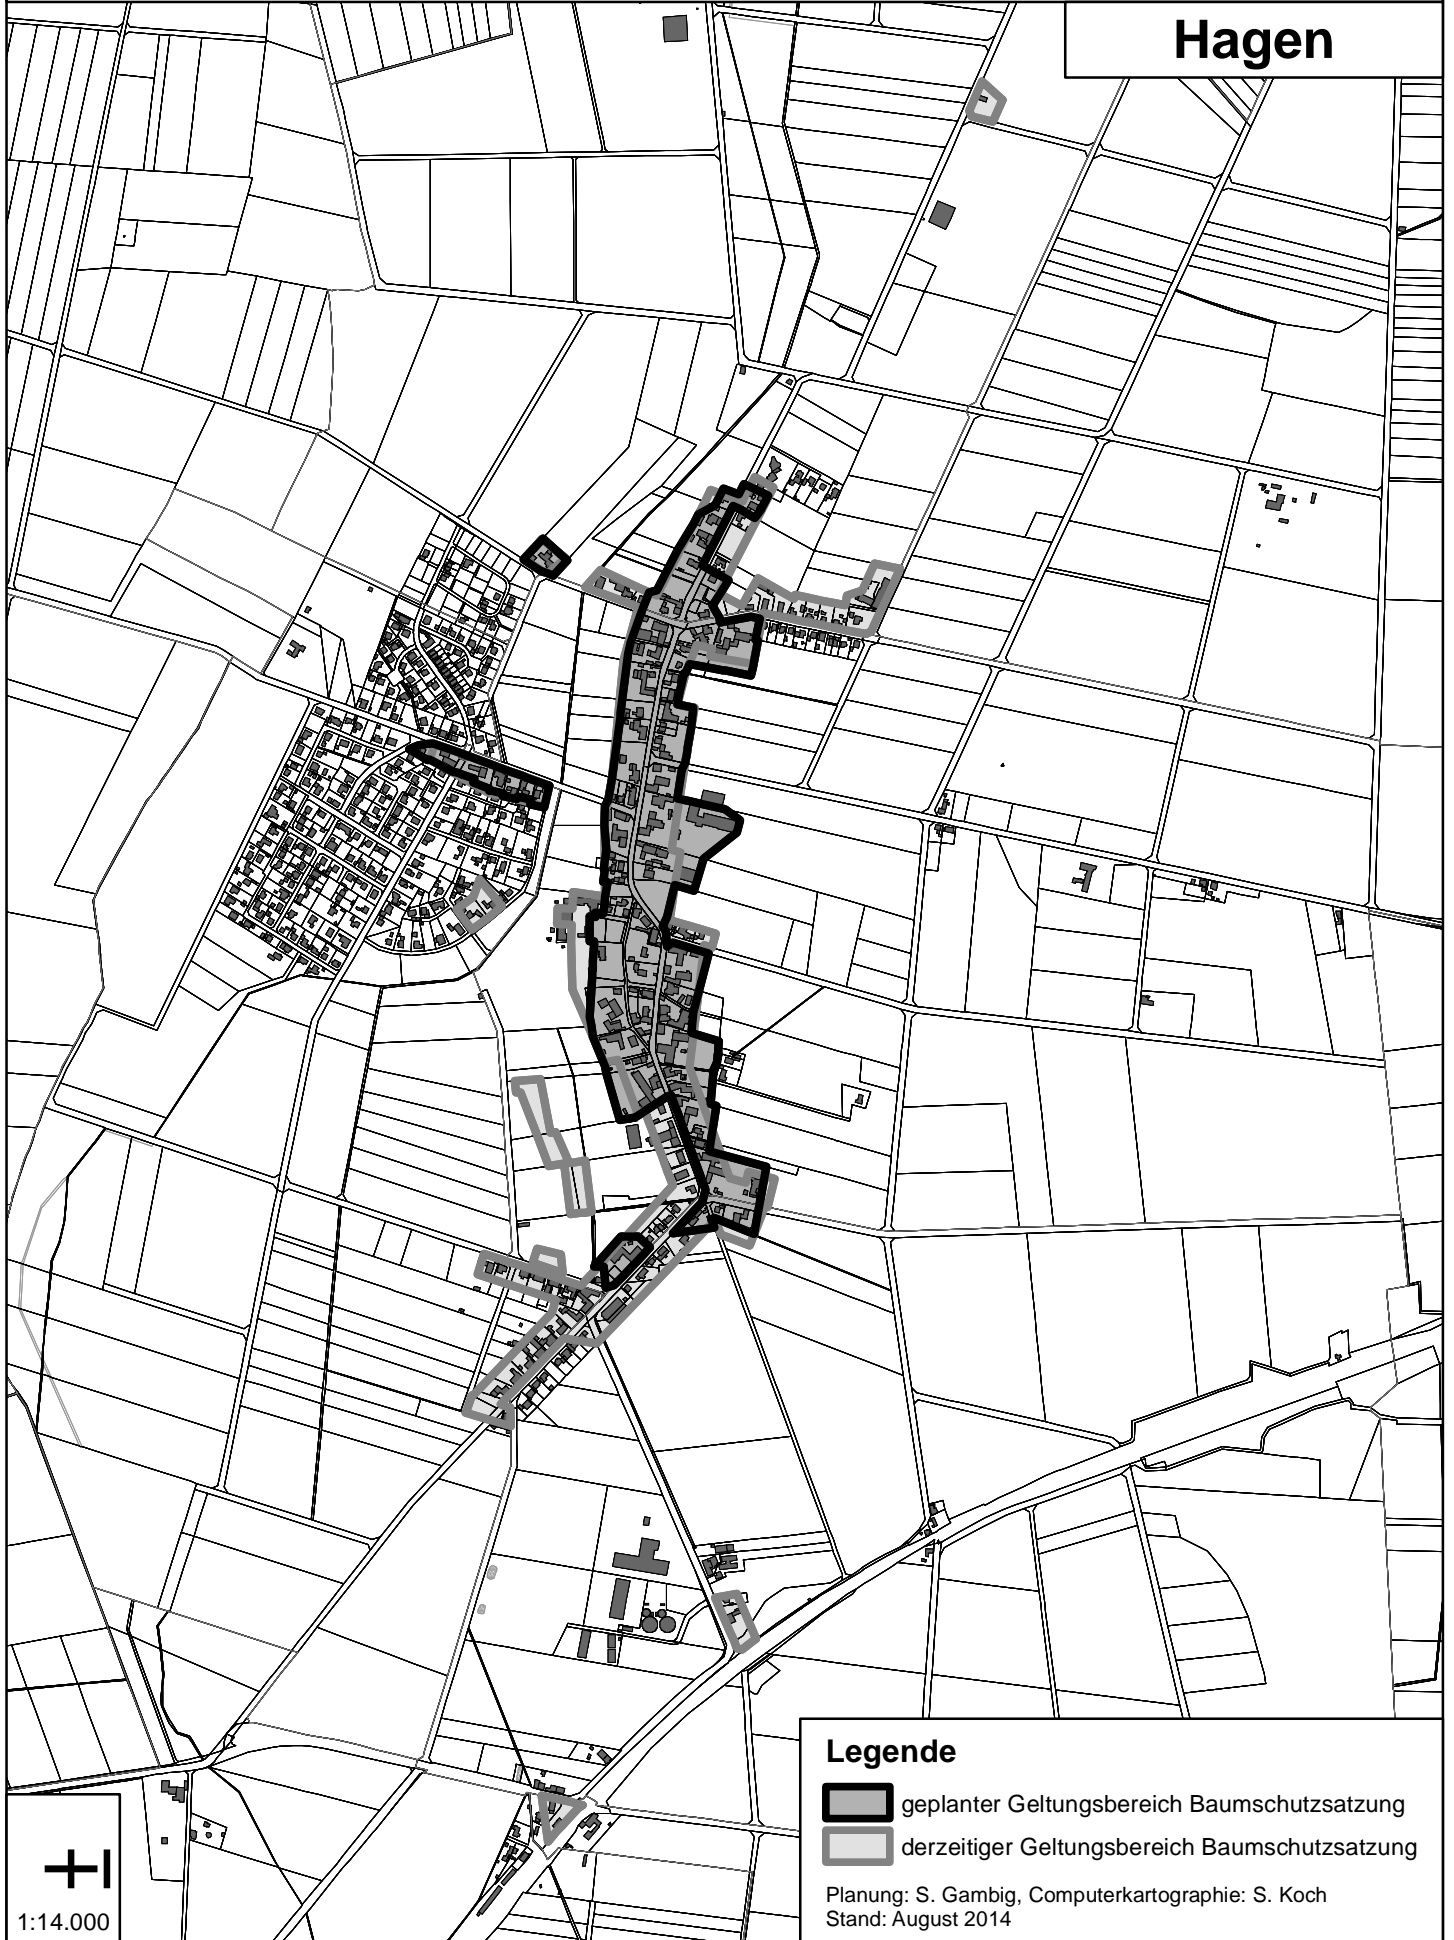 Hagen
Legende
geplanter Geltungsbereich Baumschutzsatzung
derzeitiger Geltungsbereich Baumschutzsatzung
Planung: S. Gambig, Computerkartographie: S. Koch
Stand: August 2014
1:14.000